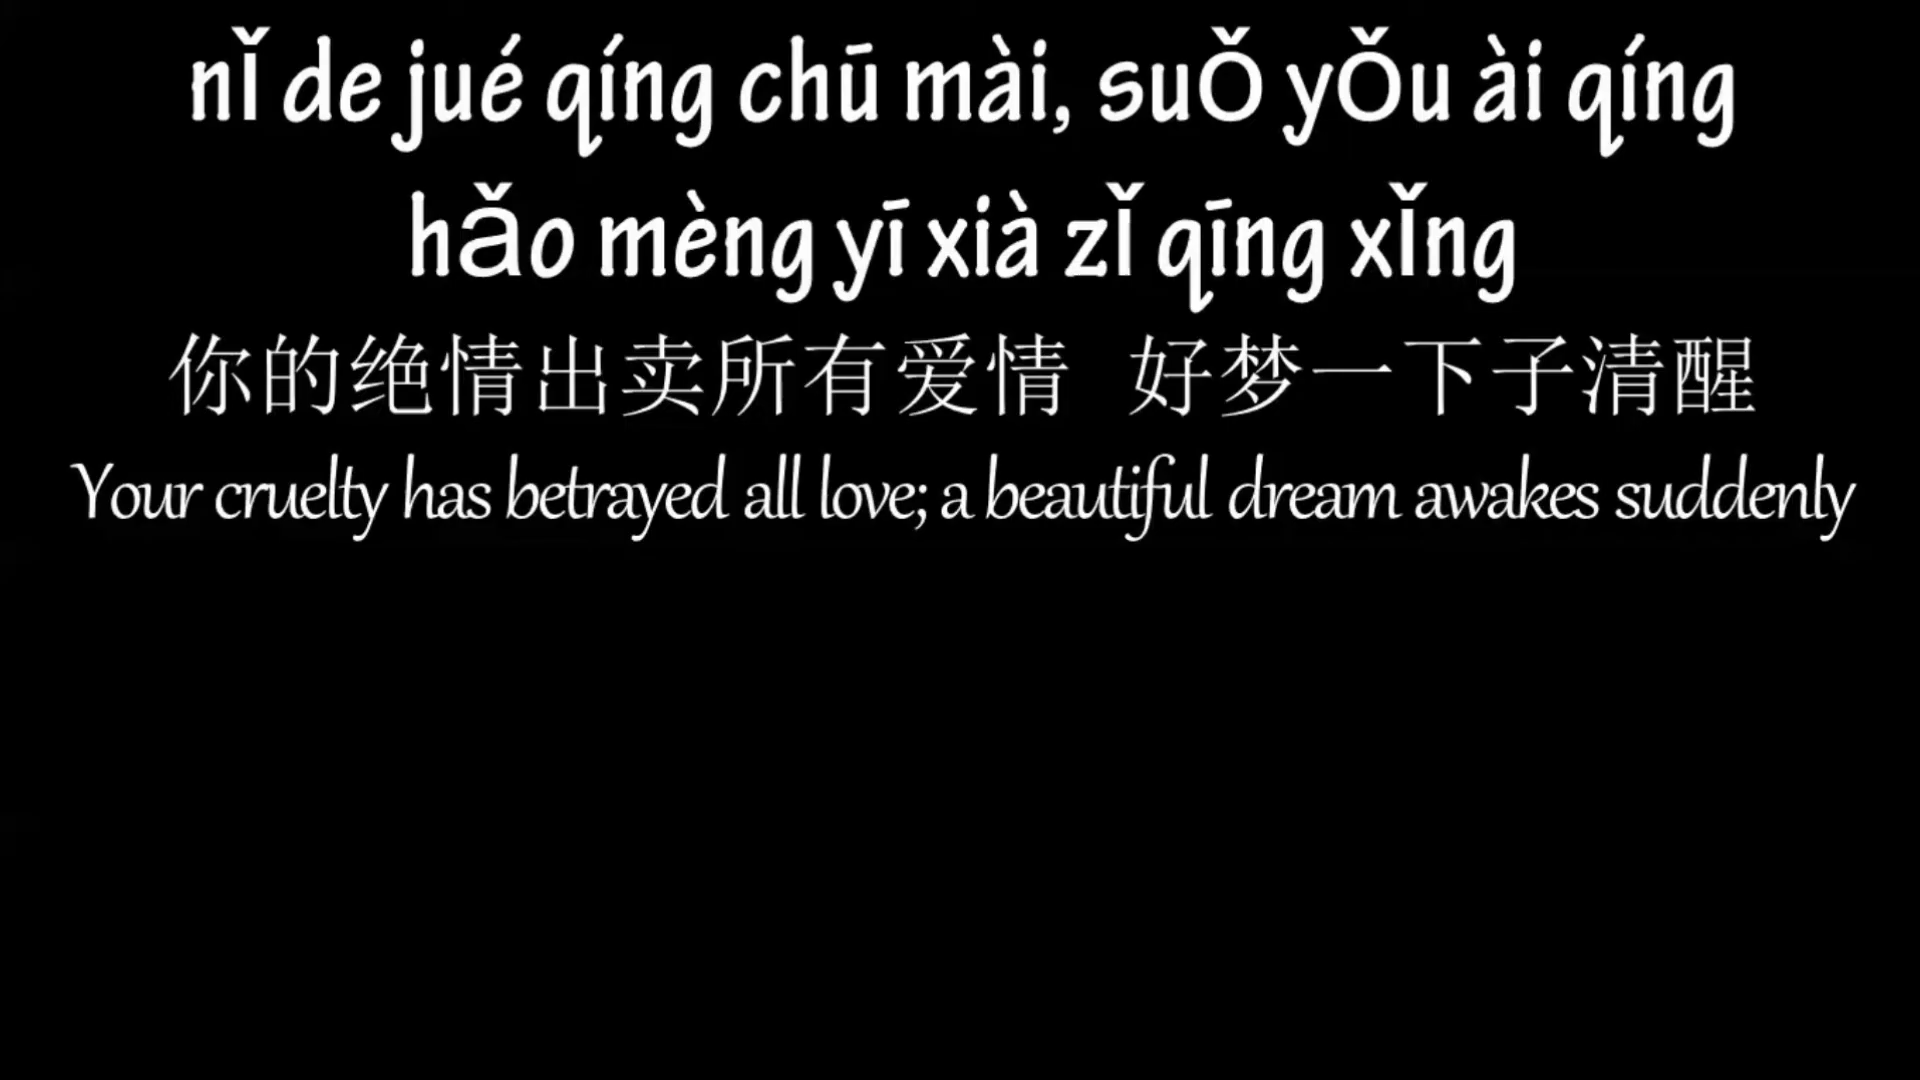 nǐ de jué qíng chū mài, suǒ yǒu ài qíng
hǎo mèng yī xià zǐ qīng xǐng
你的绝情出卖所有爱情 好梦一下子清醒
Your cruelty has betrayed all love; a beautiful dream awakes suddenly